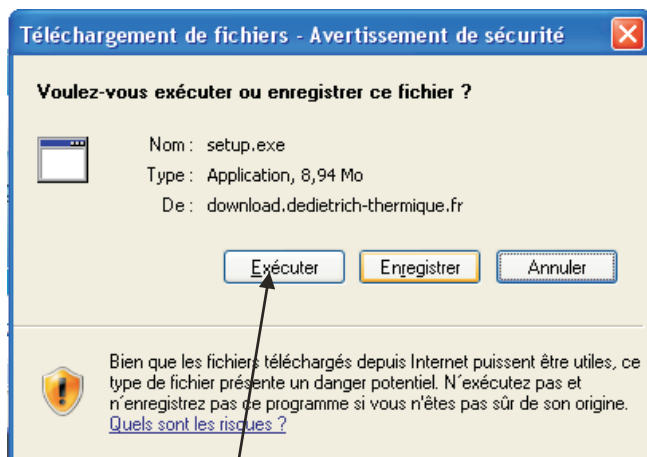 Téléchargement de fichiers - Avertissement de sécurité
Voulez-vous exécuter ou enregistrer ce fichier ?
Nom : setup.exe
Type : Application, 8,94 Mo
De : download.dedietrich-thermique.fr
Exécuter Enregistrer Annuler
Bien que les fichiers téléchargés depuis Internet puissent être utiles, ce
type de fichier présente un danger potentiel. N´exécutez pas et
n´enregistrez pas ce programme si vous n'êtes pas sûr de son origine.
Quels sont les risques ?